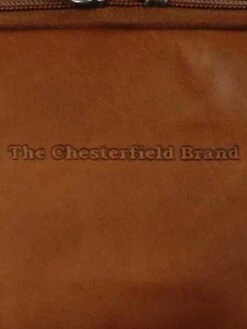 The Chesterfield Brand